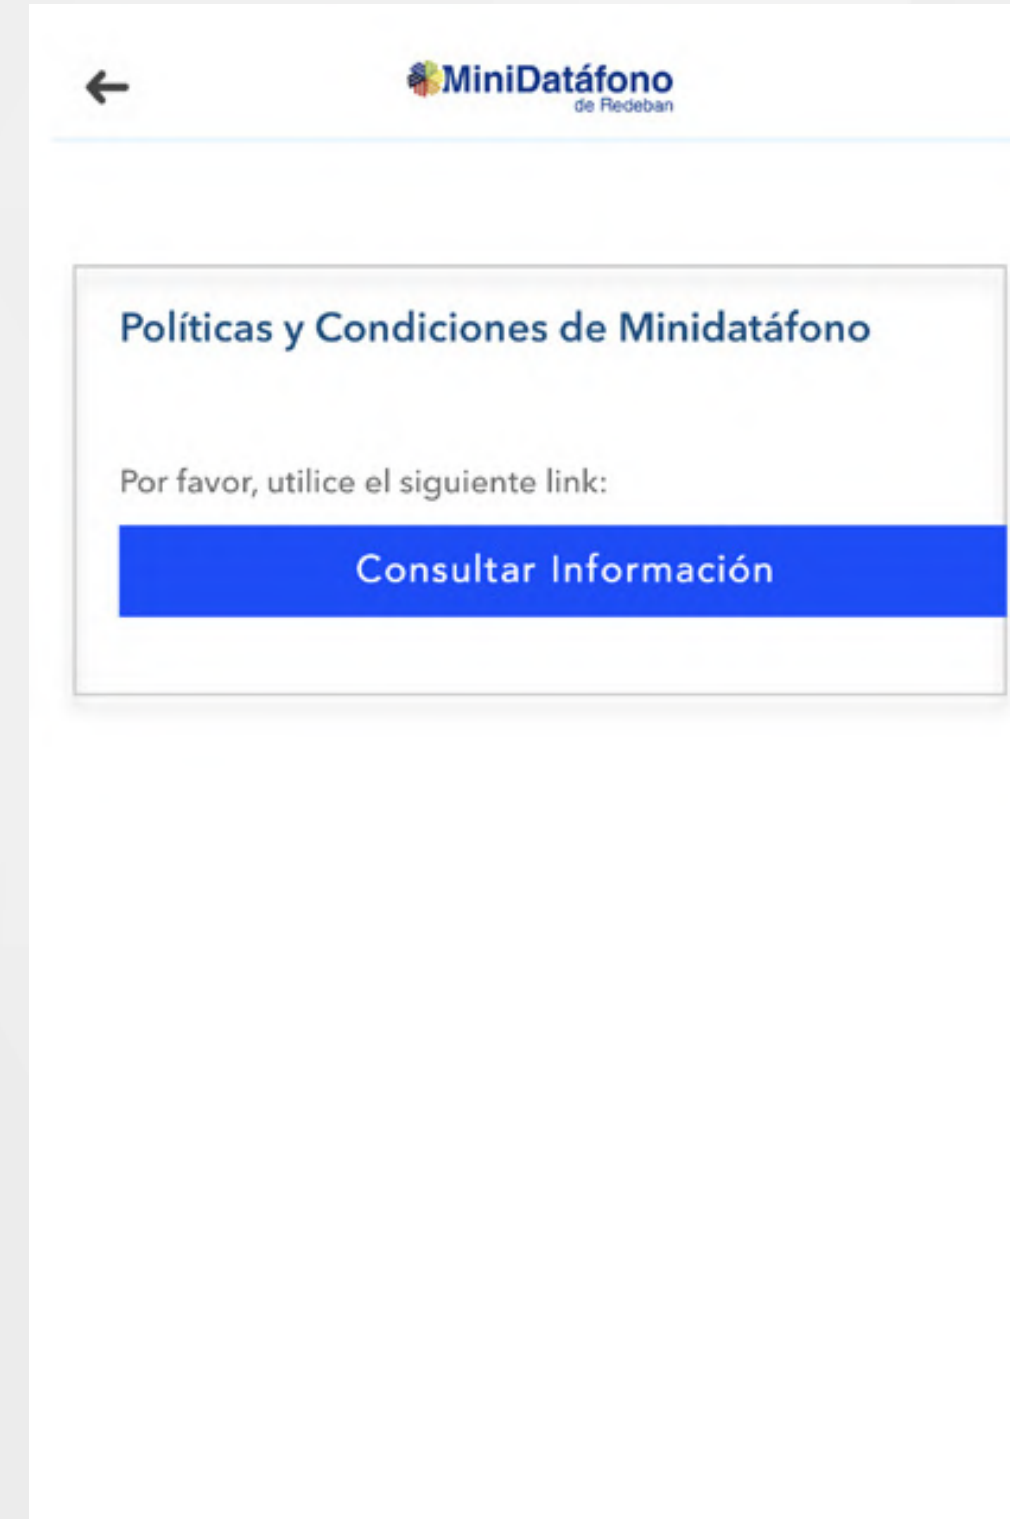 MiniDatáfono
de Redeban
Políticas y Condiciones de Minidatáfono
Por favor, utilice el siguiente link:
Consultar Información